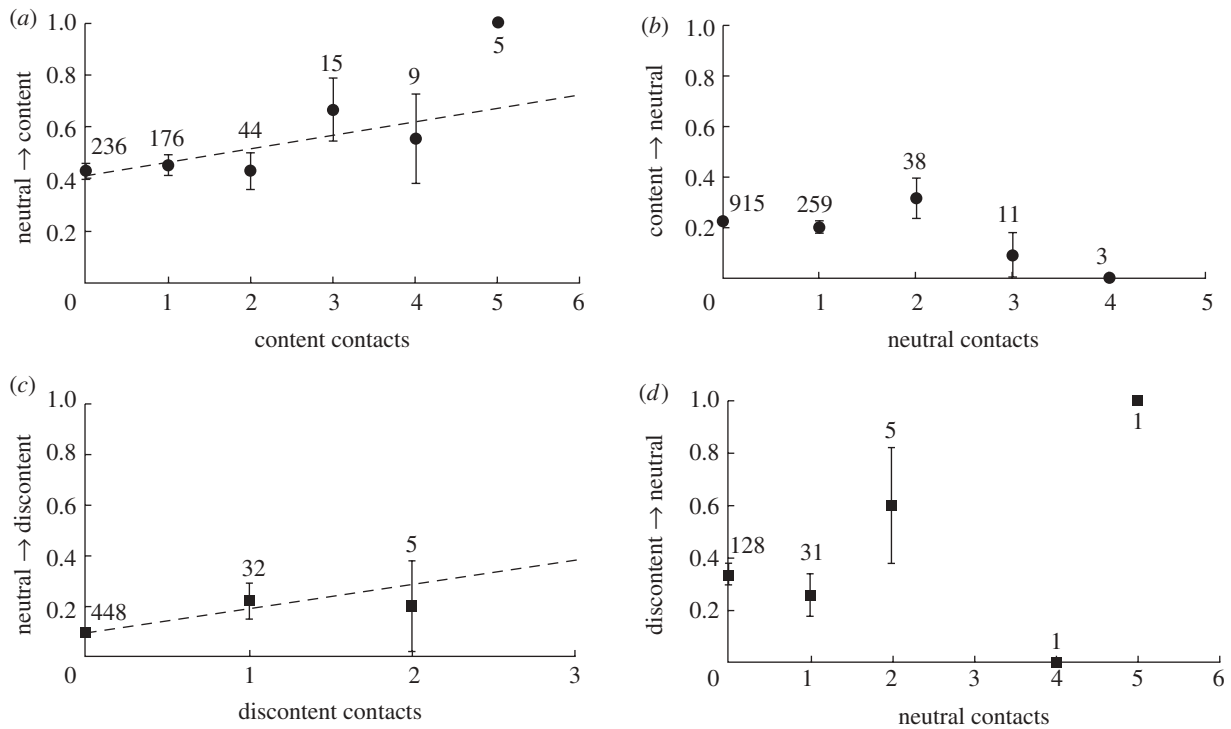 (a)
1.0
0.8
0.6
0.4
0.2
neutral → content
236
176
44
15
9
5
0 1 2 3 4 5 6
content contacts
(b)
1.0
0.8
0.6
0.4
0.2
content → neutral
915
259
38
11
3
0 1 2 3 4 5
neutral contacts
(c)
1.0
0.8
0.6
0.4
0.2
neutral → discontent
448
32
5
0 1 2 3
discontent contacts
(d)
1.0
0.8
0.6
0.4
0.2
discontent → neutral
128
31
5
1
1
0 1 2 3 4 5 6
neutral contacts